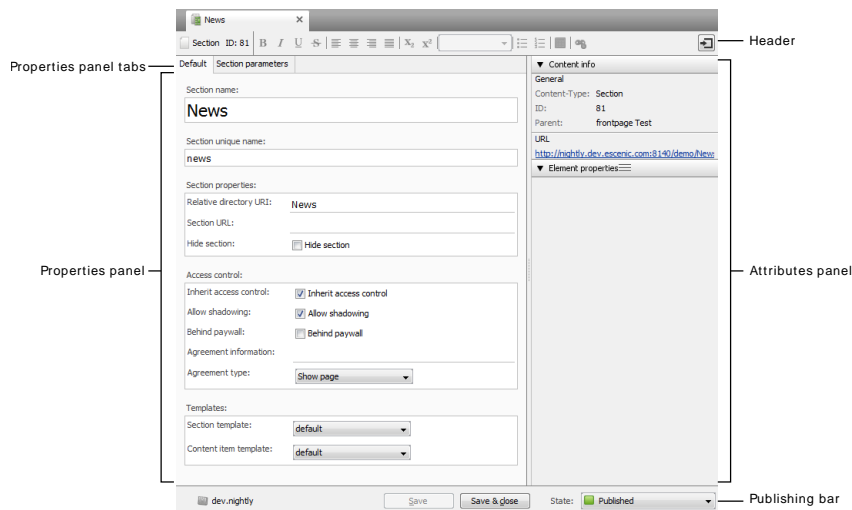 News
Section ID: 81 B I U S X₂ X²
Header
Properties panel tabs
Default Section parameters
Section name:
News
Section unique name:
news
Section properties:
Relative directory URI: News
Section URL:
Hide section: Hide section
Properties panel
Access control:
Inherit access control: Inherit access control
Allow shadowing: Allow shadowing
Behind paywall: Behind paywall
Agreement information:
Agreement type: Show page
Templates:
Section template: default
Content item template: default
Content info
General
Content-Type: Section
ID: 81
Parent: frontpage Test
URL
http://nightly.dev.escenic.com:8140/demo/News
Element properties
Attributes panel
dev.nightly Save Save & close State: Published
Publishing bar